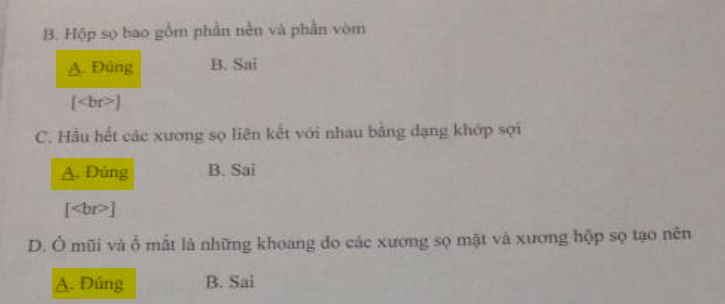 B. Hộp sọ bao gồm phần nền và phần vòm
A. Đúng B. Sai
[<br>]
C. Hầu hết các xương sọ liên kết với nhau bằng dạng khớp sợi
A. Đúng B. Sai
[<br>]
D. Ổ mũi và ổ mắt là những khoang do các xương sọ mặt và xương hộp sọ tạo nên
A. Đúng B. Sai